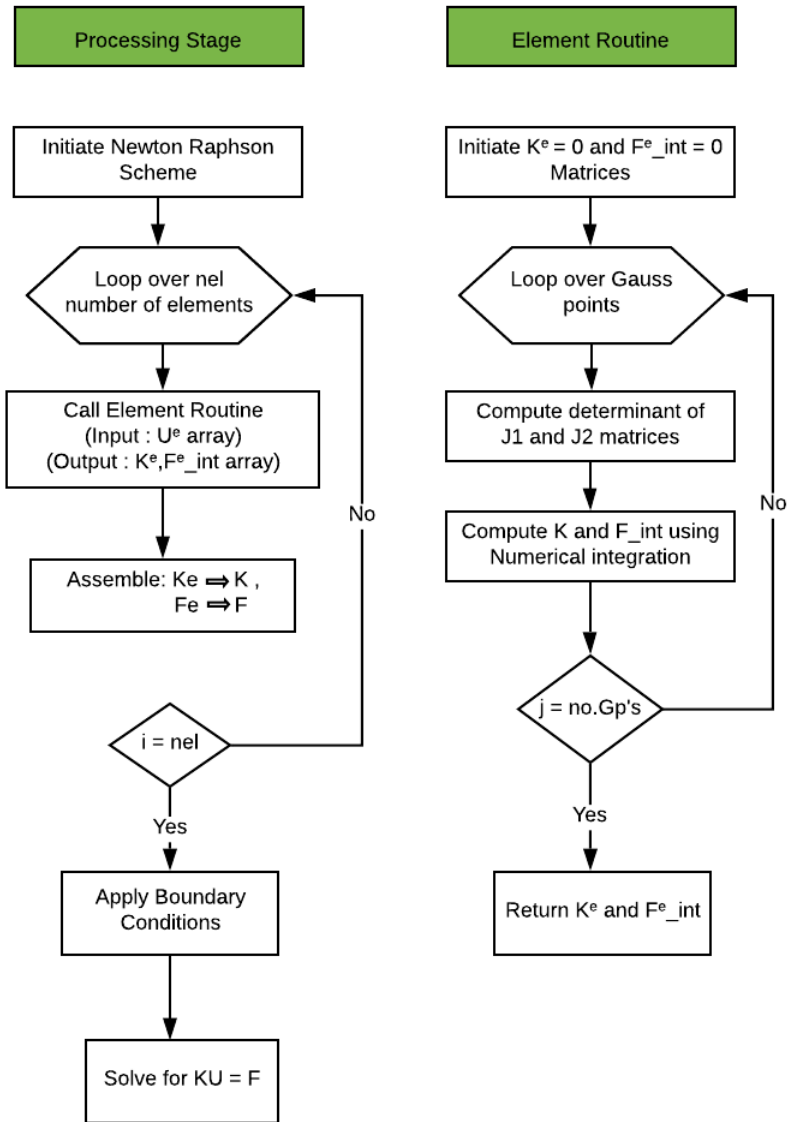 Processing Stage
Initiate Newton Raphson
Scheme
Loop over nel
number of elements
Call Element Routine
(Input : Uᵉ array)
(Output : Kᵉ,Fᵉ_int array)
No
Assemble: Ke ⇒ K ,
Fe ⇒ F
i = nel
Yes
Apply Boundary
Conditions
Solve for KU = F
Element Routine
Initiate Kᵉ = 0 and Fᵉ_int = 0
Matrices
Loop over Gauss
points
Compute determinant of
J1 and J2 matrices
No
Compute K and F_int using
Numerical integration
j = no.Gp's
Yes
Return Kᵉ and Fᵉ_int